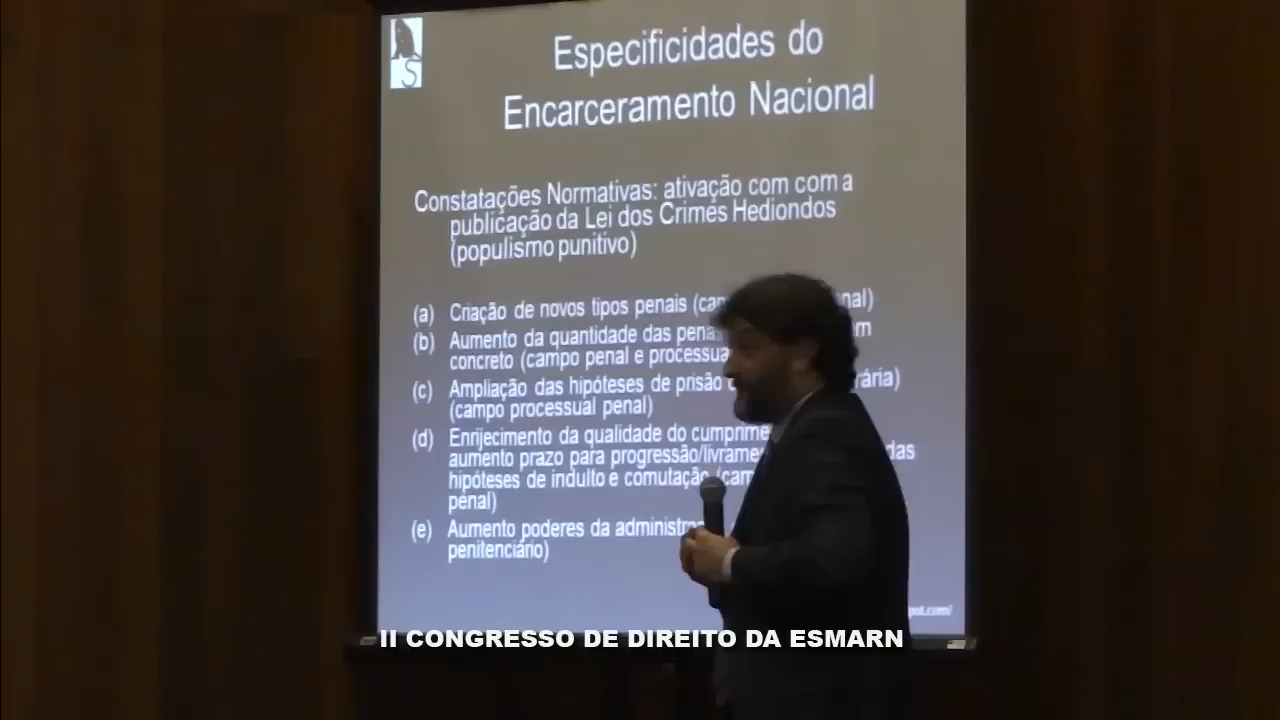 S
Especificidades do
Encarceramento Nacional
Constatações Normativas: ativação com com a
publicação da Lei dos Crimes Hediondos
(populismo punitivo)
(a) Criação de novos tipos penais
(b) Aumento da quantidade das penas
concreto (campo penal e processual
(c) Ampliação das hipóteses de prisão
(campo processual penal)
(d) Enrijecimento da qualidade do
aumento prazo para das
hipóteses de indulto e comutação
penal)
(e) Aumento poderes da
penitenciário)
II CONGRESSO DE DIREITO DA ESMARN